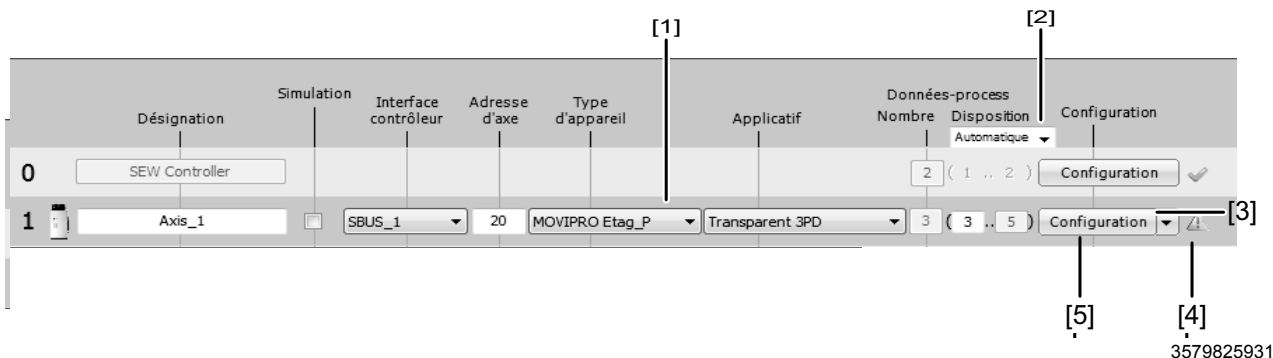 [1] [2]
Données-process
Désignation Simulation Interface contrôleur Adresse d'axe Type d'appareil Applicatif Nombre Disposition Configuration
Automatique
0 SEW Controller 2 ( 1 .. 2 ) Configuration
1 Axis_1 SBUS_1 20 MOVIPRO Etag_P Transparent 3PD 3 ( 3 .. 5 ) Configuration [3]
[5] [4]
3579825931